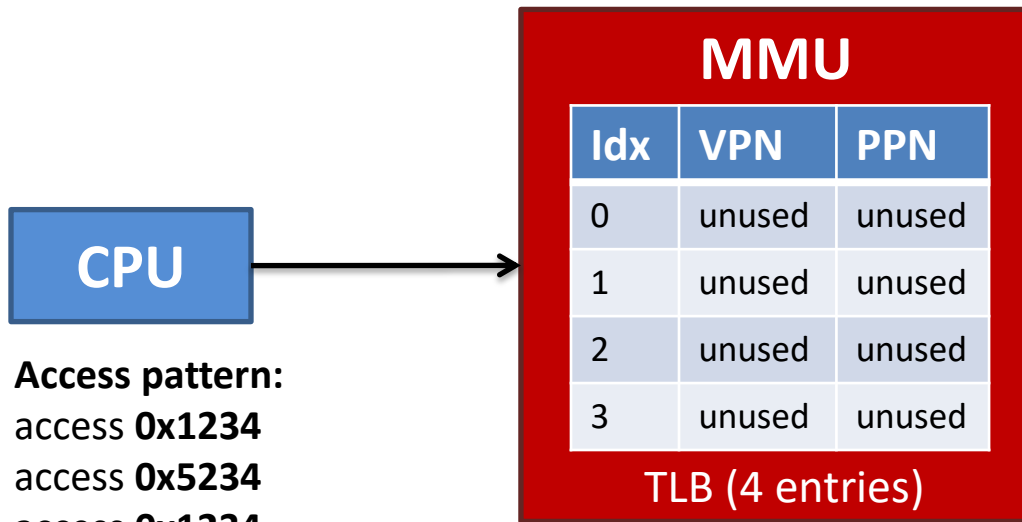 MMU
Idx VPN PPN
0 unused unused
1 unused unused
2 unused unused
3 unused unused
TLB (4 entries)
CPU
Access pattern:
access 0x1234
access 0x5234